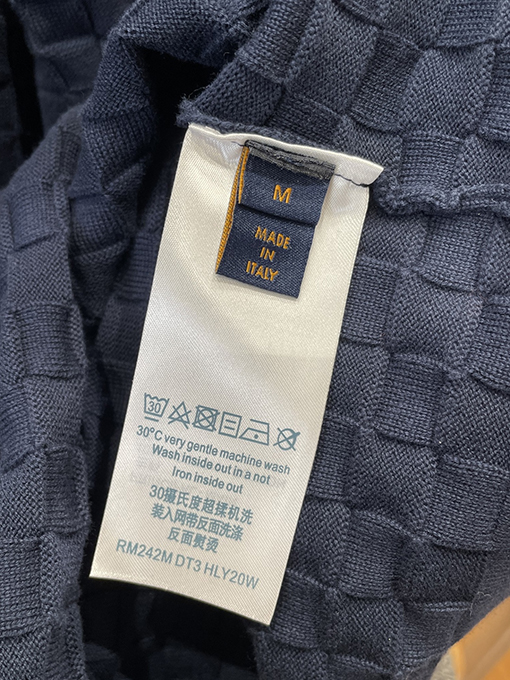 M
MADE
IN
ITALY
30
30°C very gentle machine wash
Wash inside out in a not
Iron inside out
30摄氏度超揉机洗
装入网带反面洗涤
反面熨烫
RM242M DT3 HLY20W